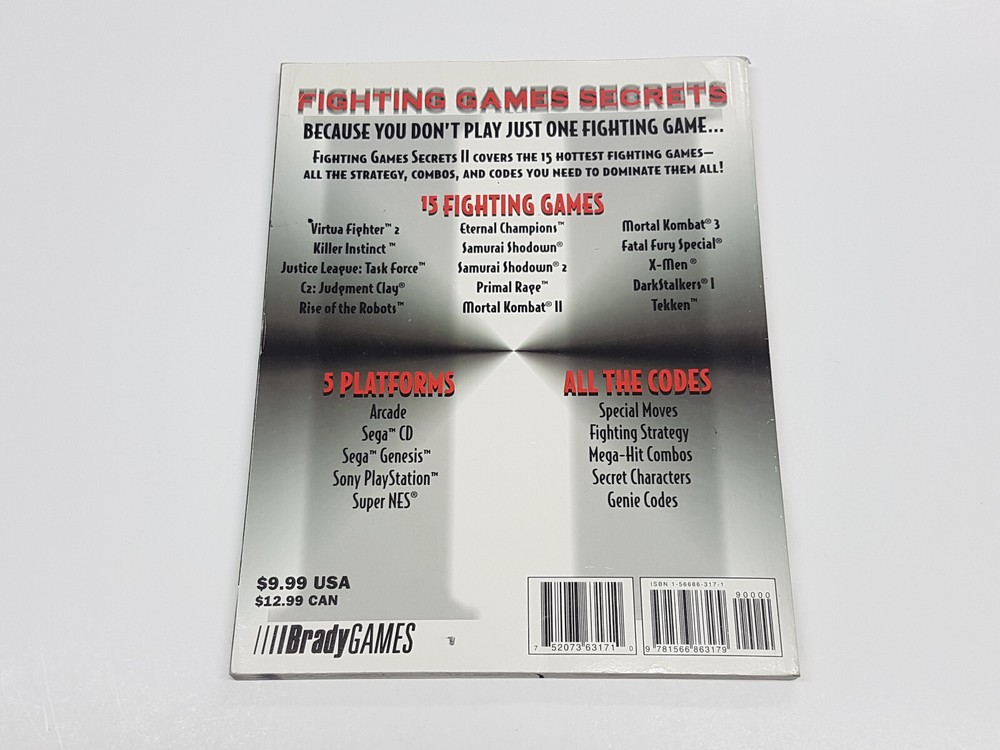 FIGHTING GAMES SECRETS
BECAUSE YOU DON'T PLAY JUST ONE FIGHTING GAME...
FIGHTING GAMES SECRETS II COVERS THE 15 HOTTEST FIGHTING GAMES—
ALL THE STRATEGY, COMBOS, AND CODES YOU NEED TO DOMINATE THEM ALL!
15 FIGHTING GAMES
Virtua Fighter™ 2
Killer Instinct™
Justice League: Task Force™
C2: Judgment Clay®
Rise of the Robots™
Eternal Champions™
Samurai Shodown®
Samurai Shodown® 2
Primal Rage™
Mortal Kombat® II
Mortal Kombat® 3
Fatal Fury Special®
X-Men®
DarkStalkers® I
Tekken™
5 PLATFORMS
Arcade
Sega™ CD
Sega™ Genesis™
Sony PlayStation™
Super NES®
ALL THE CODES
Special Moves
Fighting Strategy
Mega-Hit Combos
Secret Characters
Genie Codes
$9.99 USA
$12.99 CAN
BradyGAMES
7 52073 63171 0
ISBN 1-56686-317-1
90000
9 781566 863179